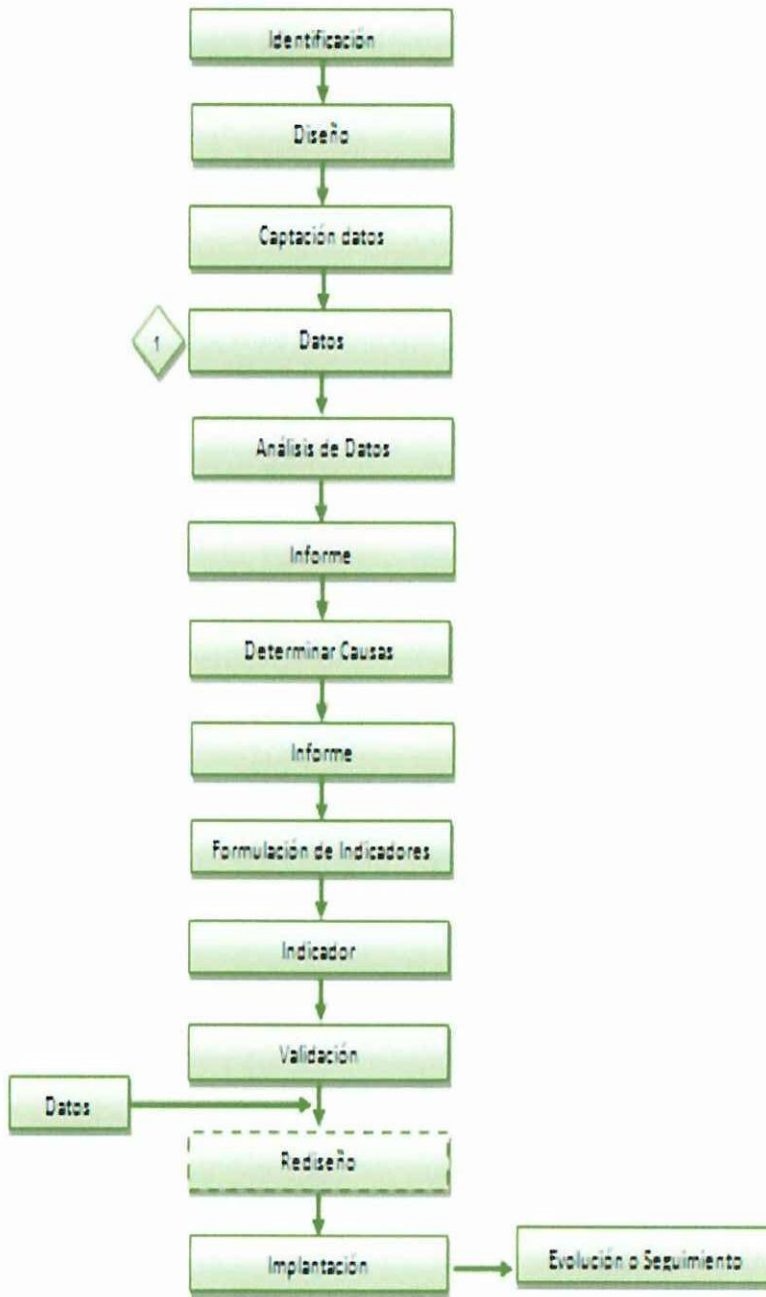 Identificación
Diseño
Captación datos
1
Datos
Análisis de Datos
Informe
Determinar Causas
Informe
Formulación de Indicadores
Indicador
Validación
Datos
Rediseño
Implantación
Evolución o Seguimiento